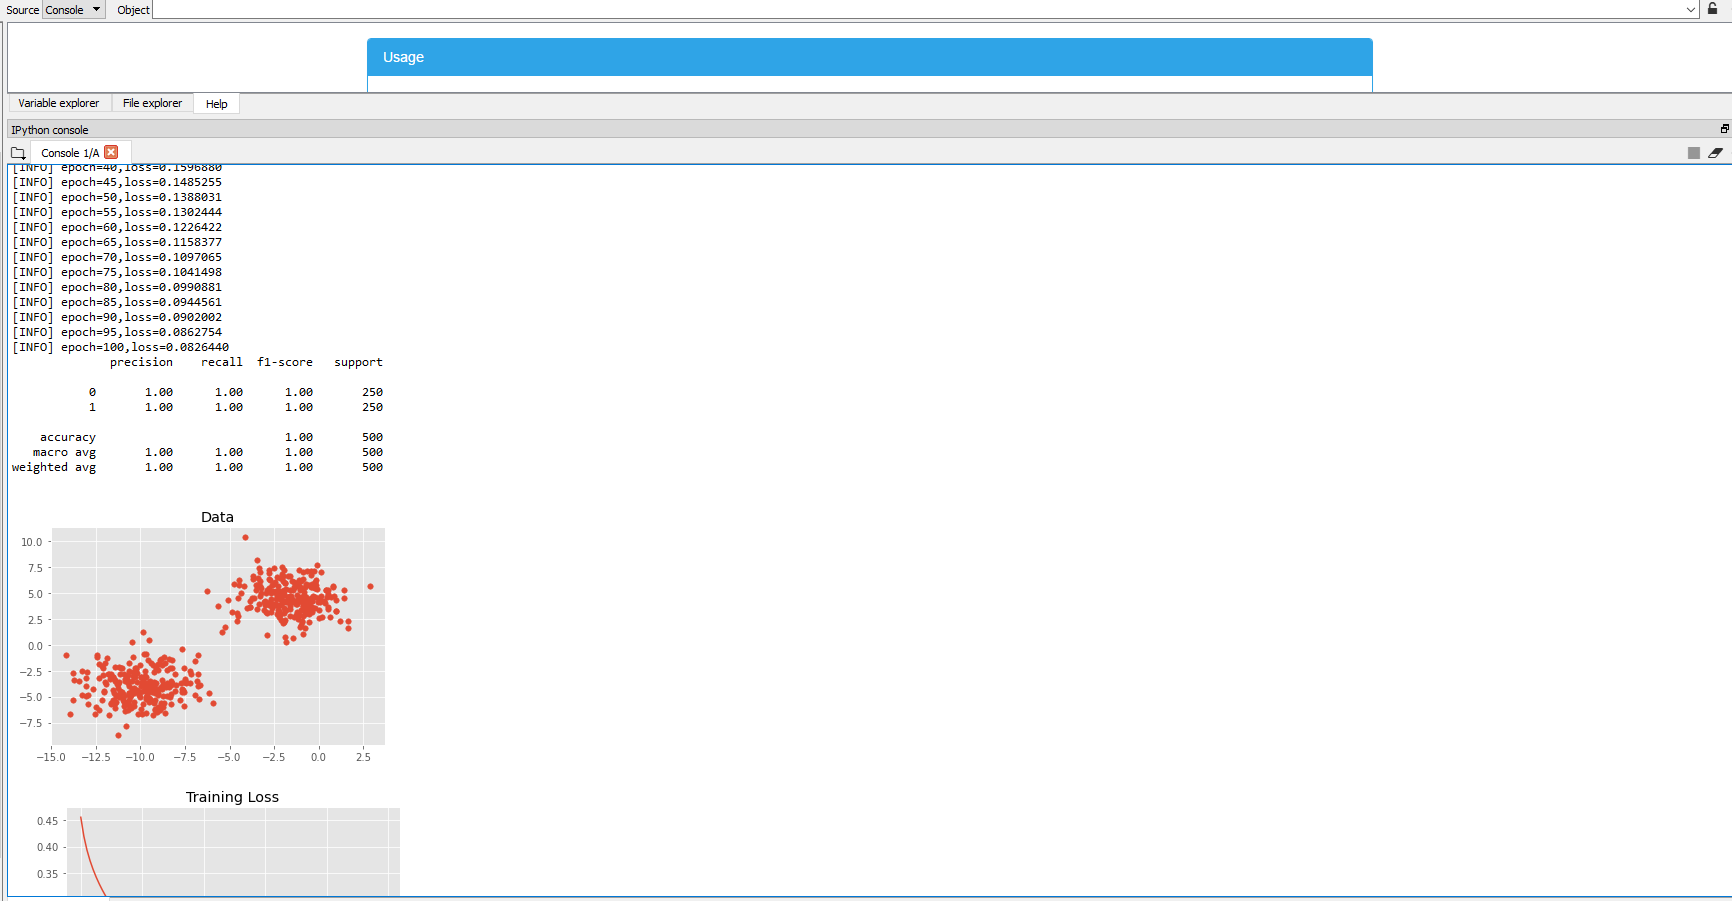 Source Console Object
Usage
Variable explorer File explorer Help
IPython console
Console 1/A
[INFO] epoch=40,loss=0.1596880
[INFO] epoch=45,loss=0.1485255
[INFO] epoch=50,loss=0.1388031
[INFO] epoch=55,loss=0.1302444
[INFO] epoch=60,loss=0.1226422
[INFO] epoch=65,loss=0.1158377
[INFO] epoch=70,loss=0.1097065
[INFO] epoch=75,loss=0.1041498
[INFO] epoch=80,loss=0.0990881
[INFO] epoch=85,loss=0.0944561
[INFO] epoch=90,loss=0.0902002
[INFO] epoch=95,loss=0.0862754
[INFO] epoch=100,loss=0.0826440
precision recall f1-score support
0 1.00 1.00 1.00 250
1 1.00 1.00 1.00 250
accuracy 1.00 500
macro avg 1.00 1.00 1.00 500
weighted avg 1.00 1.00 1.00 500
Data
10.0
7.5
5.0
2.5
0.0
−2.5
−5.0
−7.5
−15.0 −12.5 −10.0 −7.5 −5.0 −2.5 0.0 2.5
Training Loss
0.45
0.40
0.35